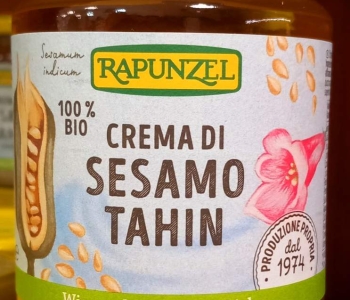 Sesamum
indicum
RAPUNZEL
100 %
BIO
CREMA DI
SESAMO
TAHIN
PRODUZIONE PROPRIA
dal
1974